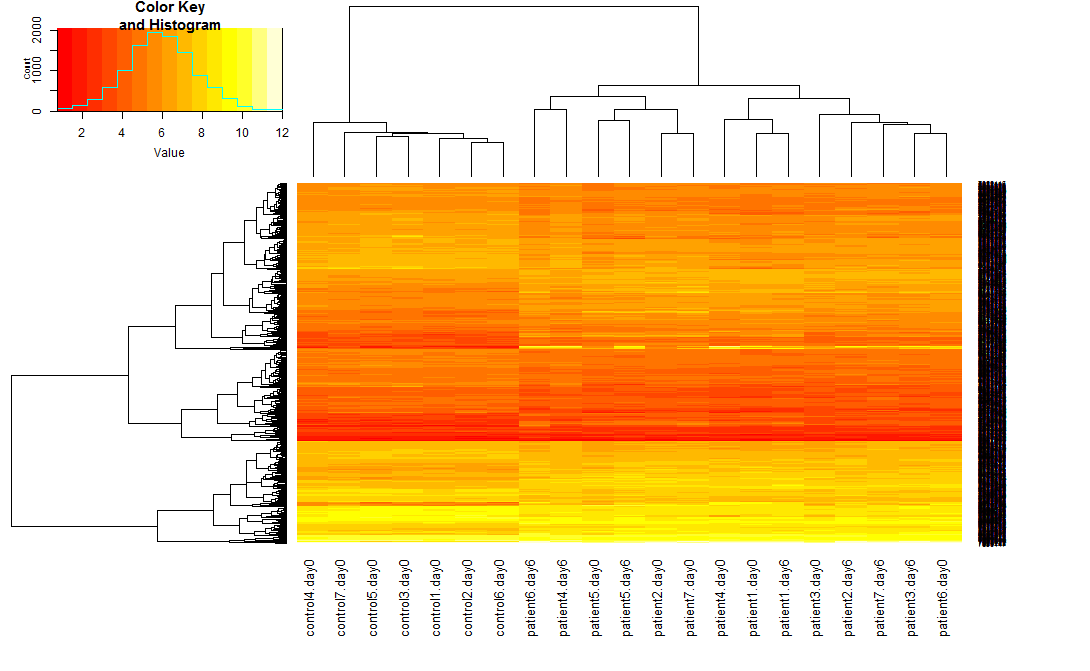 Color Key
and Histogram
count
0 1000 2000
2 4 6 8 10 12
Value
control4.day0
control7.day0
control5.day0
control3.day0
control1.day0
control2.day0
control6.day0
patient6.day6
patient4.day6
patient5.day0
patient5.day6
patient2.day0
patient7.day0
patient4.day0
patient1.day0
patient1.day6
patient3.day0
patient2.day6
patient7.day6
patient3.day6
patient6.day0